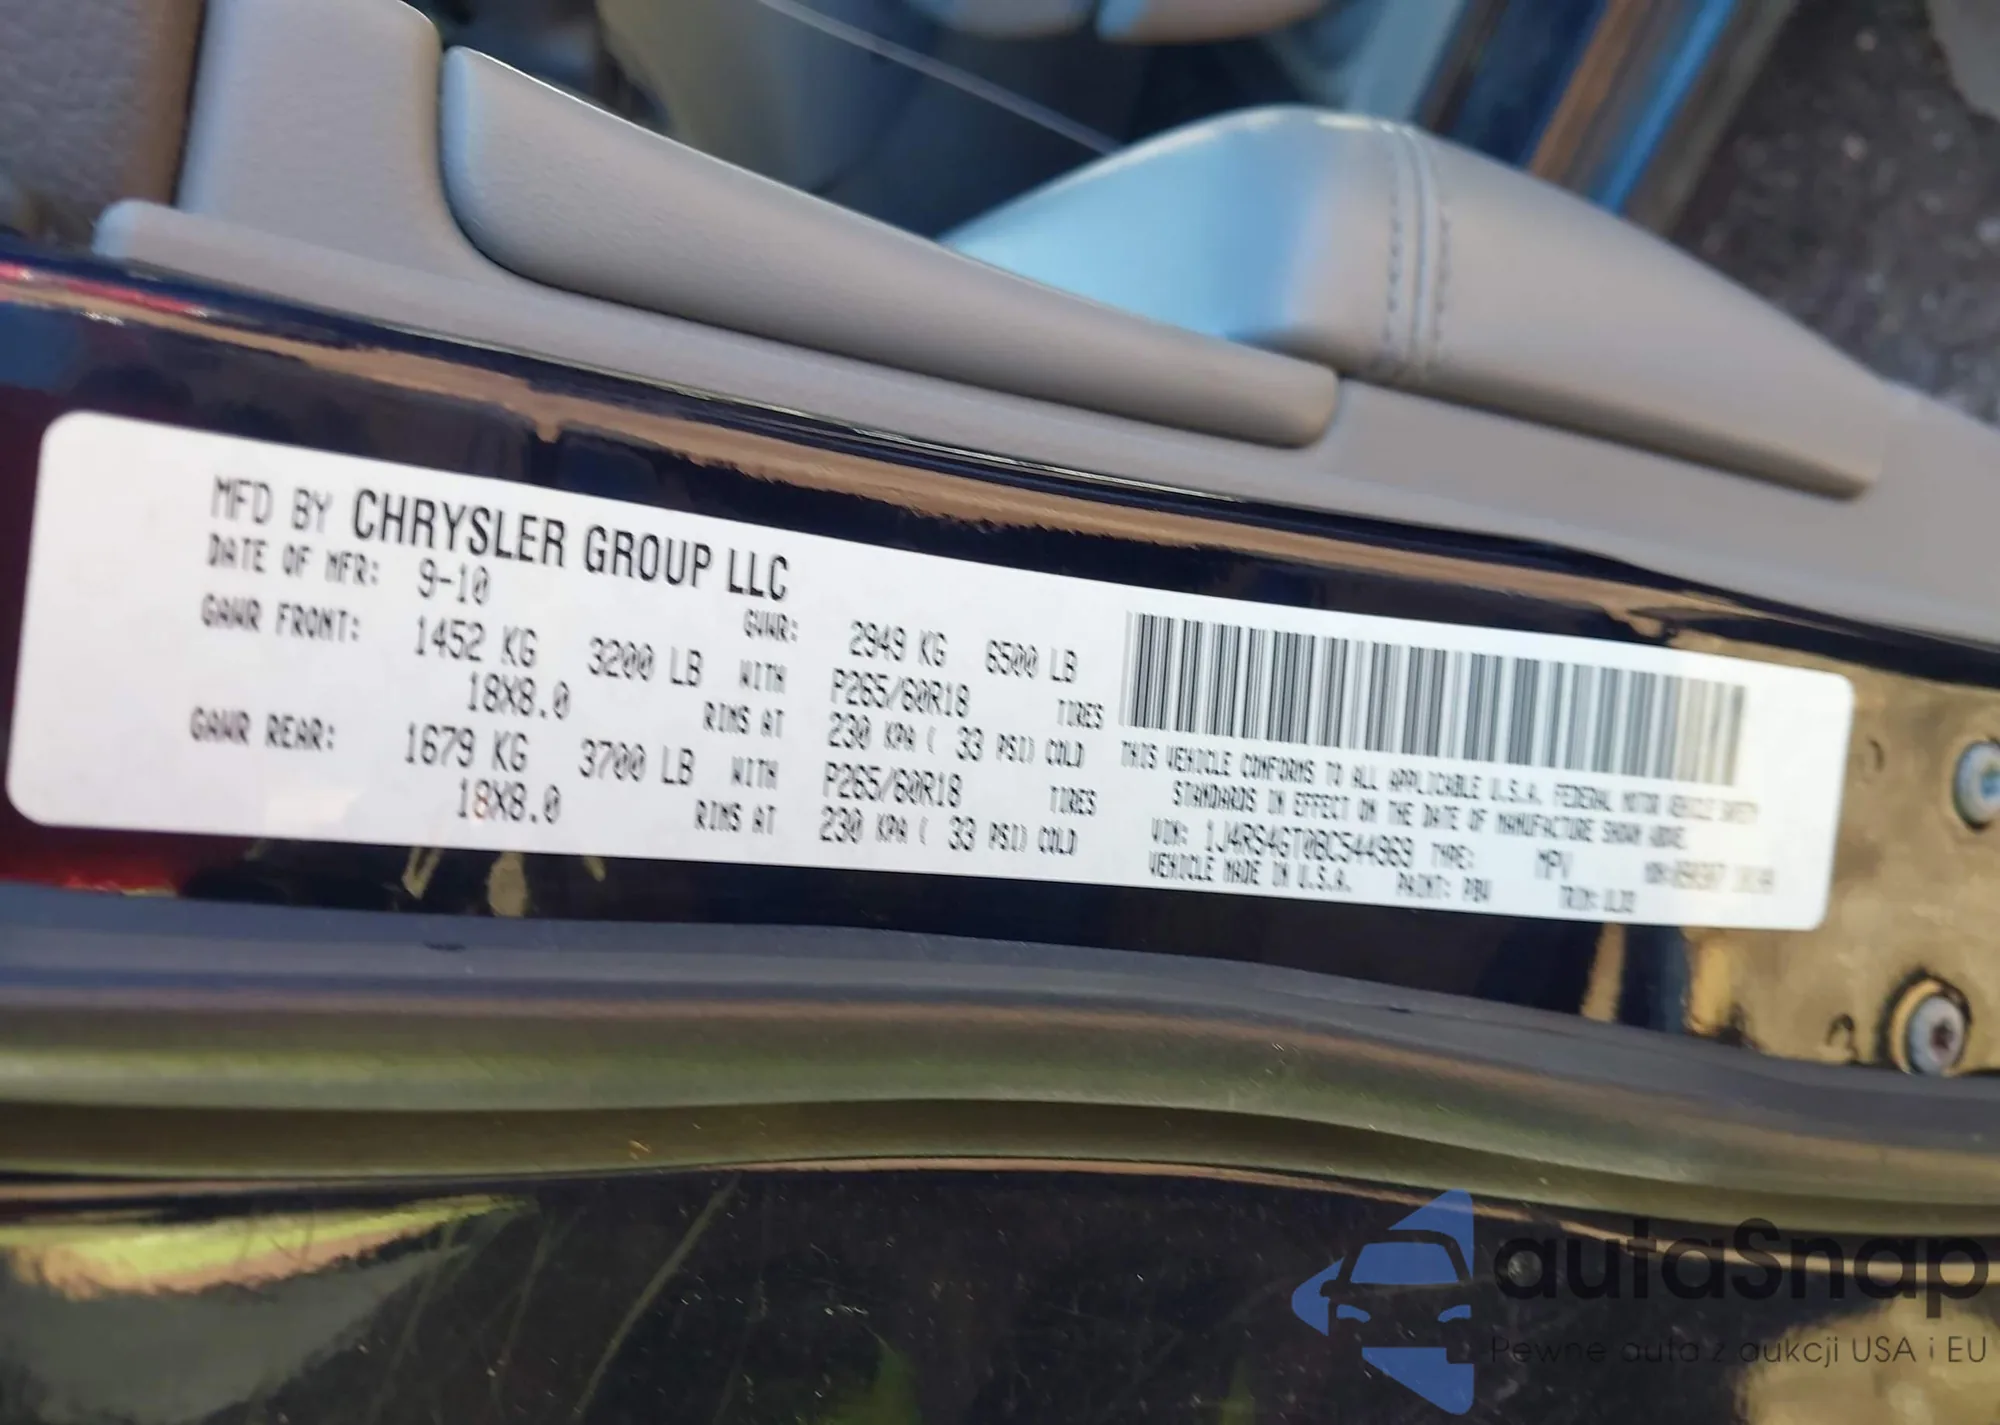 MFD BY CHRYSLER GROUP LLC
DATE OF MFR: 9-10 GVWR: 2949 KG 6500 LB
GAWR FRONT: 1452 KG 3200 LB WITH P265/60R18 TIRES
18X8.0 RIMS AT 230 KPA ( 33 PSI) COLD
GAWR REAR: 1679 KG 3700 LB WITH P265/60R18 TIRES
18X8.0 RIMS AT 230 KPA ( 33 PSI) COLD
THIS VEHICLE CONFORMS TO ALL APPLICABLE U.S.A. FEDERAL MOTOR VEHICLE SAFETY
STANDARDS IN EFFECT ON THE DATE OF MANUFACTURE SHOWN ABOVE.
VIN: 1J4RS4GT0BC544969 TYPE: MPV
VEHICLE MADE IN U.S.A. PAINT: PBV TRIM:
3
autaSnap
Pewne auta z aukcji USA i EU